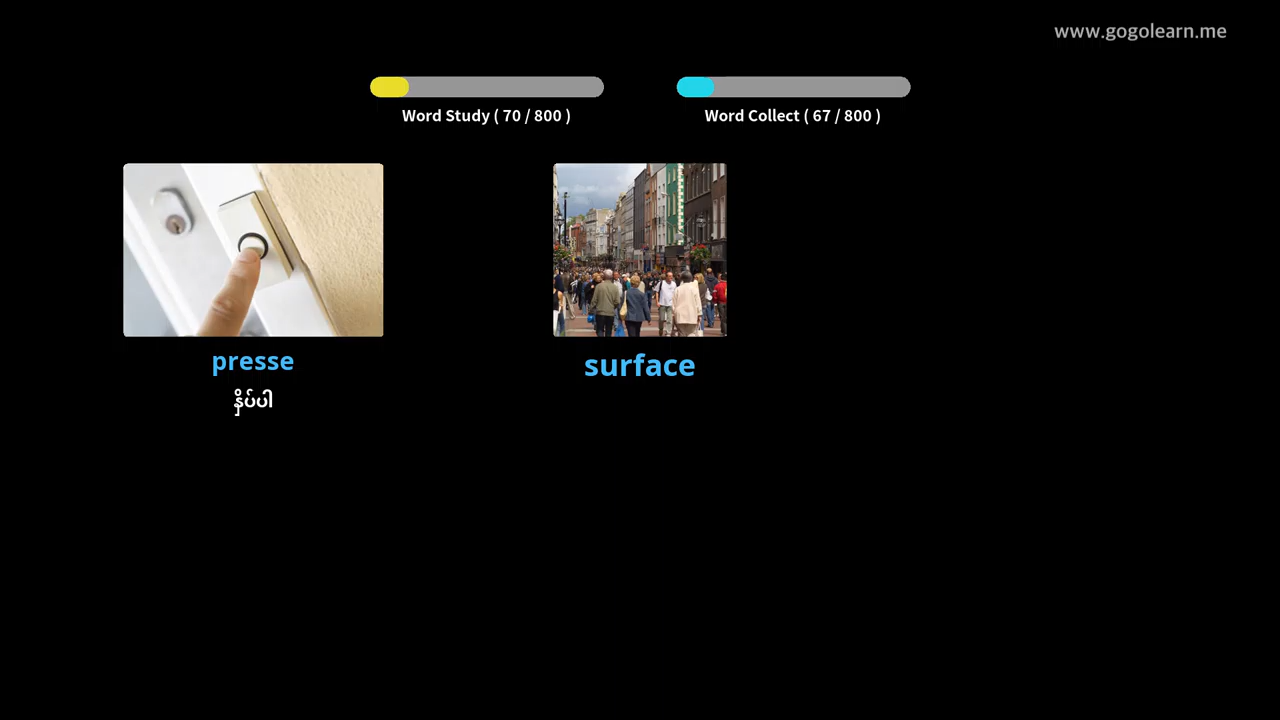 www.gogolearn.me
Word Study ( 70 / 800 )
Word Collect ( 67 / 800 )
presse
နှိပ်ပါ
surface